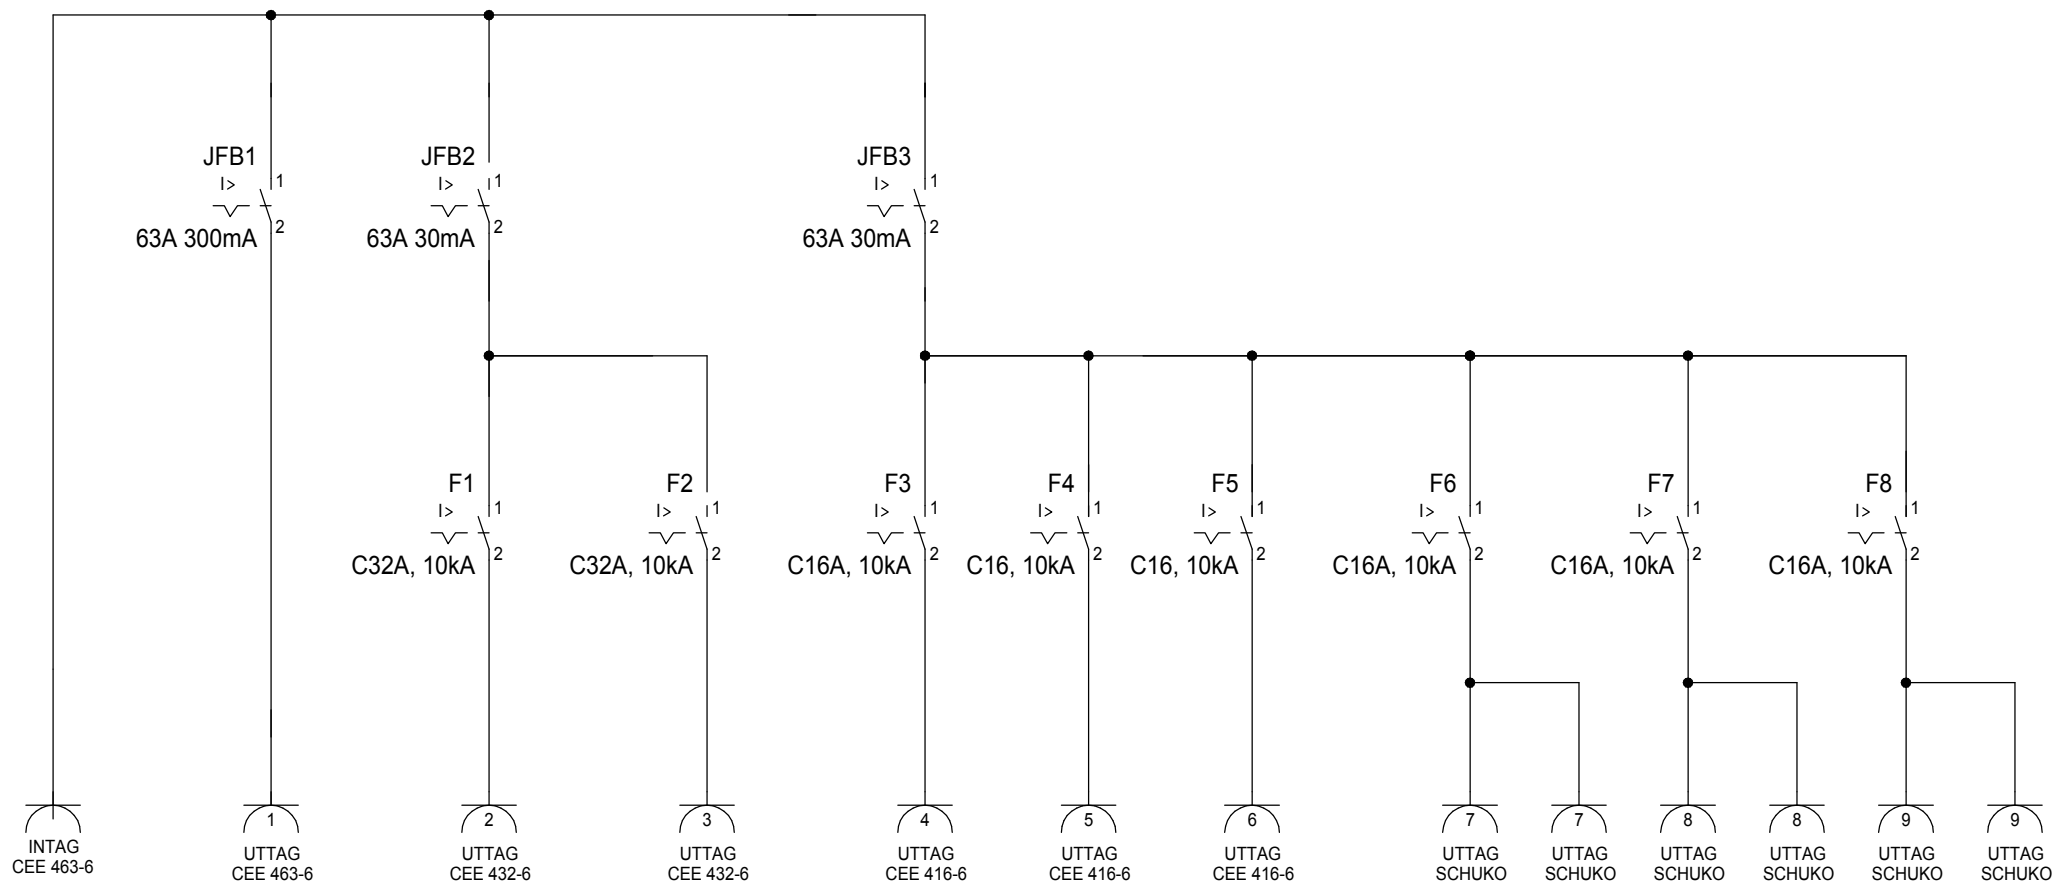 JFB1
I>
1
2
63A 300mA
JFB2
I>
1
2
63A 30mA
JFB3
I>
1
2
63A 30mA
F1
I>
1
2
C32A, 10kA
F2
I>
1
2
C32A, 10kA
F3
I>
1
2
C16A, 10kA
F4
I>
1
2
C16, 10kA
F5
I>
1
2
C16, 10kA
F6
I>
1
2
C16A, 10kA
F7
I>
1
2
C16A, 10kA
F8
I>
1
2
C16A, 10kA
INTAG
CEE 463-6
1
UTTAG
CEE 463-6
2
UTTAG
CEE 432-6
3
UTTAG
CEE 432-6
4
UTTAG
CEE 416-6
5
UTTAG
CEE 416-6
6
UTTAG
CEE 416-6
7
UTTAG
SCHUKO
7
UTTAG
SCHUKO
8
UTTAG
SCHUKO
8
UTTAG
SCHUKO
9
UTTAG
SCHUKO
9
UTTAG
SCHUKO